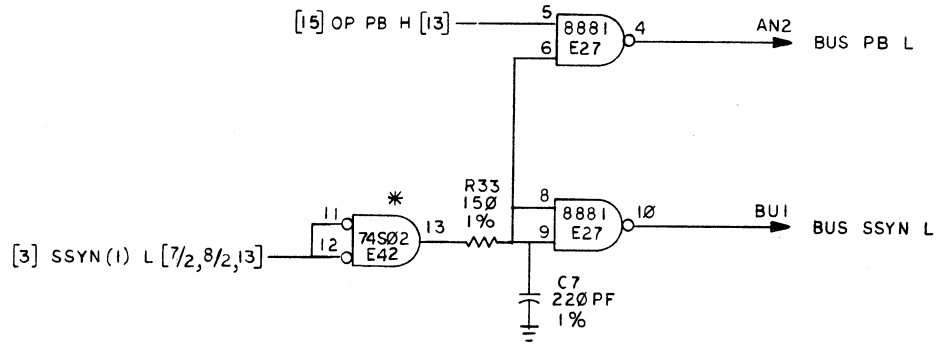 [15] OP PB H [13]
5
8881
E27
4
6
AN2
BUS PB L
*
R33
15Ø
1%
11
12
74SØ2
E42
13
8
9
8881
E27
1Ø
BU1
BUS SSYN L
[3] SSYN(1) L [7/2,8/2,13]
C7
22Ø PF
1%